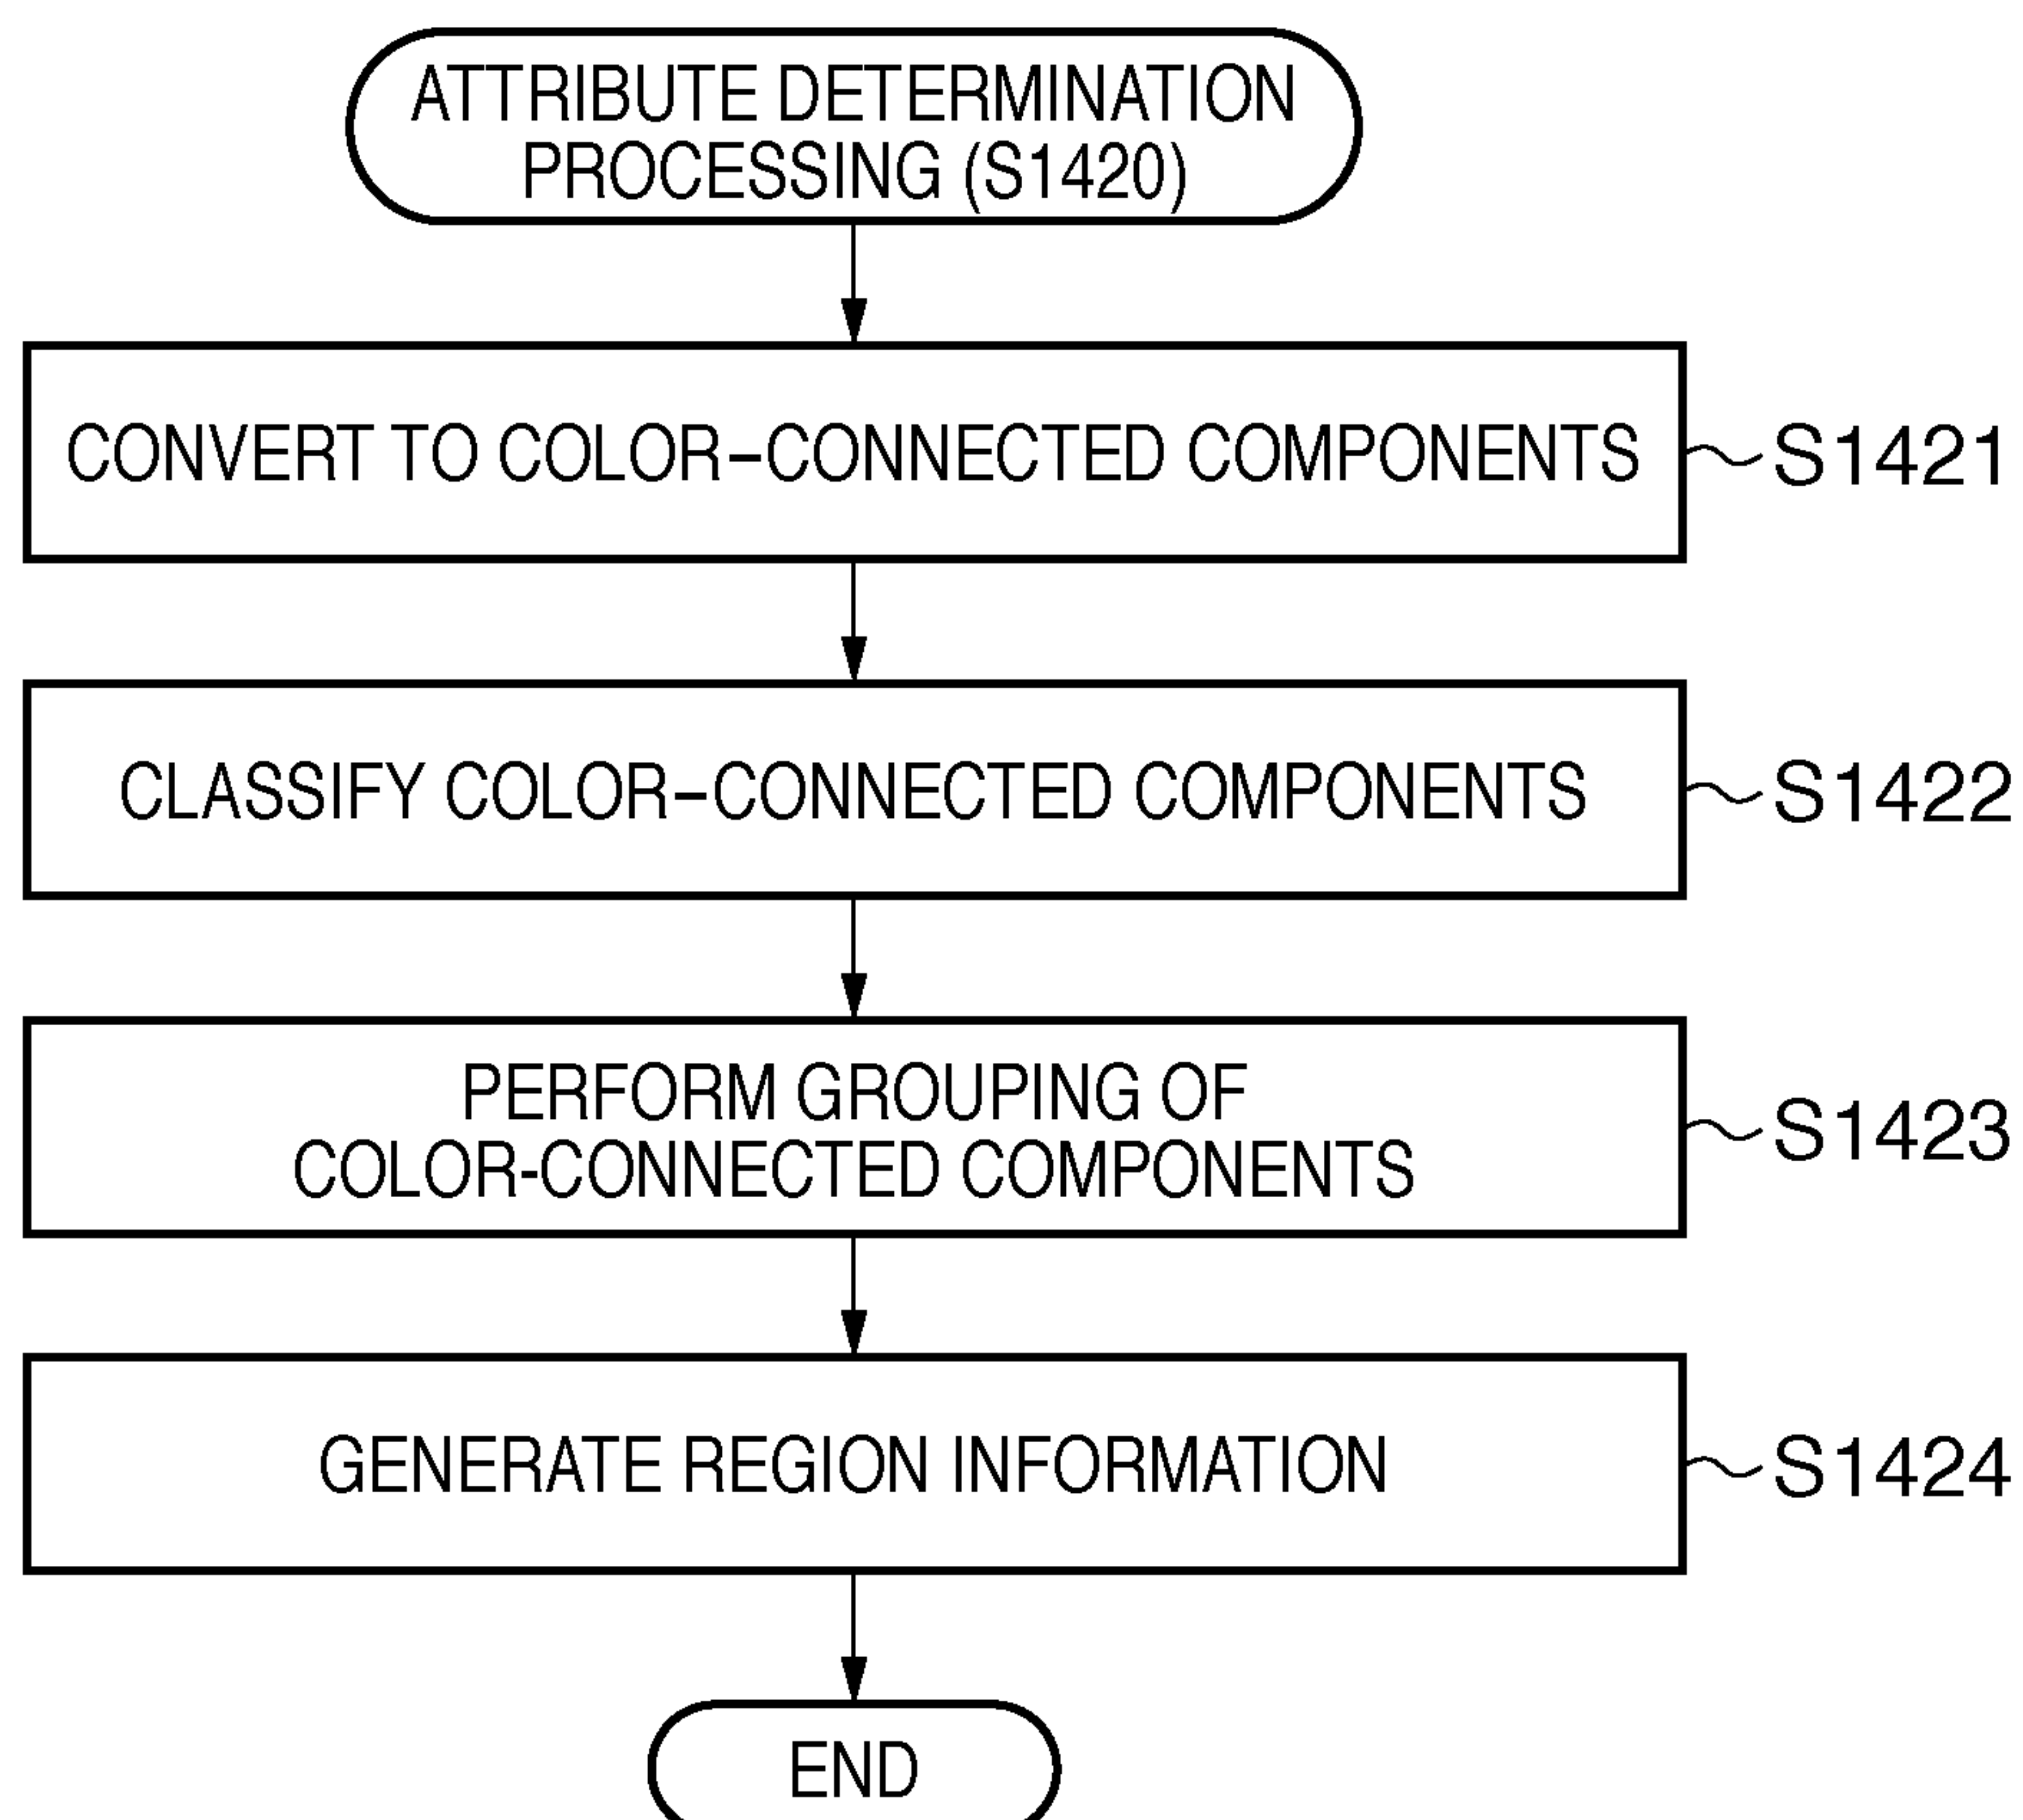 ATTRIBUTE DETERMINATION
PROCESSING (S1420)
CONVERT TO COLOR-CONNECTED COMPONENTS
S1421
CLASSIFY COLOR-CONNECTED COMPONENTS
S1422
PERFORM GROUPING OF
COLOR-CONNECTED COMPONENTS
S1423
GENERATE REGION INFORMATION
S1424
END